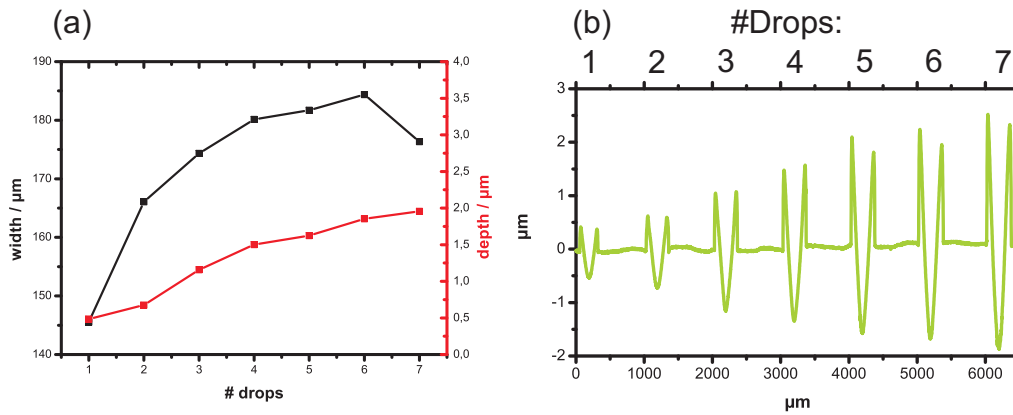 (a)
190
180
170
160
150
140
width / µm
1 2 3 4 5 6 7
# drops
4,0
3,5
3,0
2,5
2,0
1,5
1,0
0,5
0,0
depth / µm
(b)
#Drops:
1 2 3 4 5 6 7
3
2
1
0
-1
-2
µm
0 1000 2000 3000 4000 5000 6000
µm